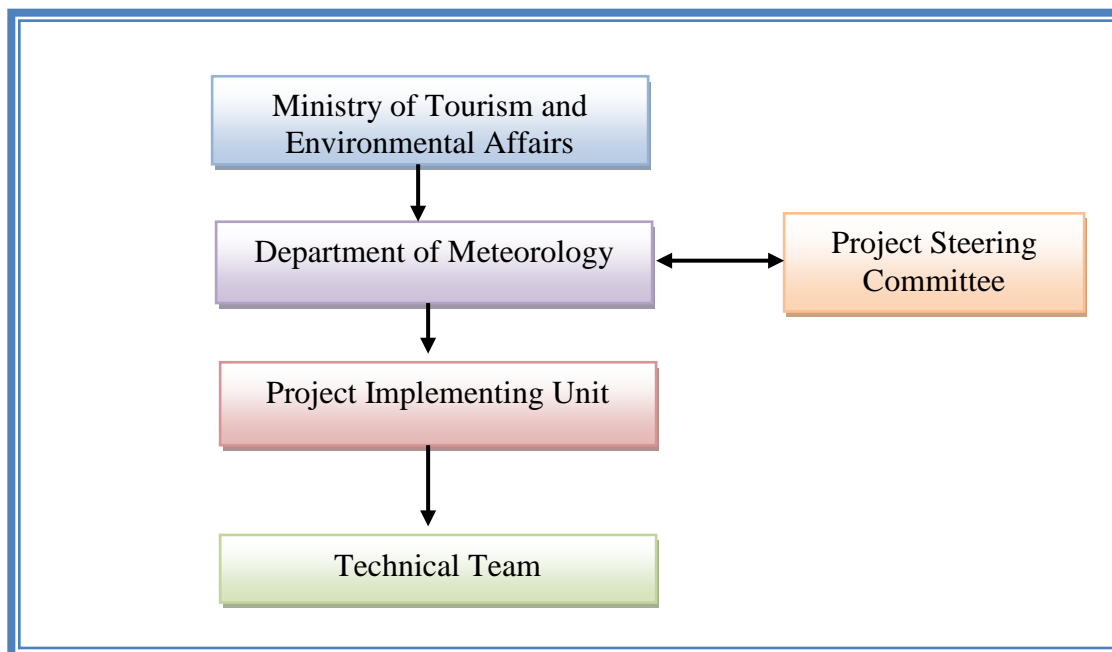 Ministry of Tourism and
Environmental Affairs
Department of Meteorology
Project Steering
Committee
Project Implementing Unit
Technical Team